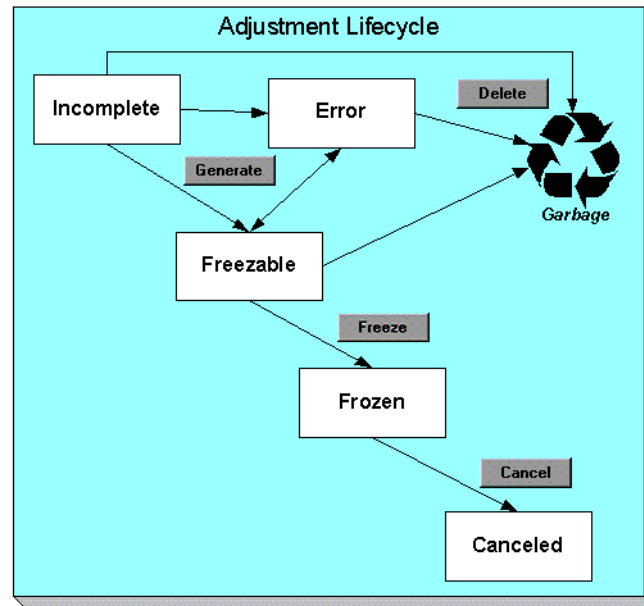 Adjustment Lifecycle
Incomplete
Error
Delete
Generate
Garbage
Freezable
Freeze
Frozen
Cancel
Canceled